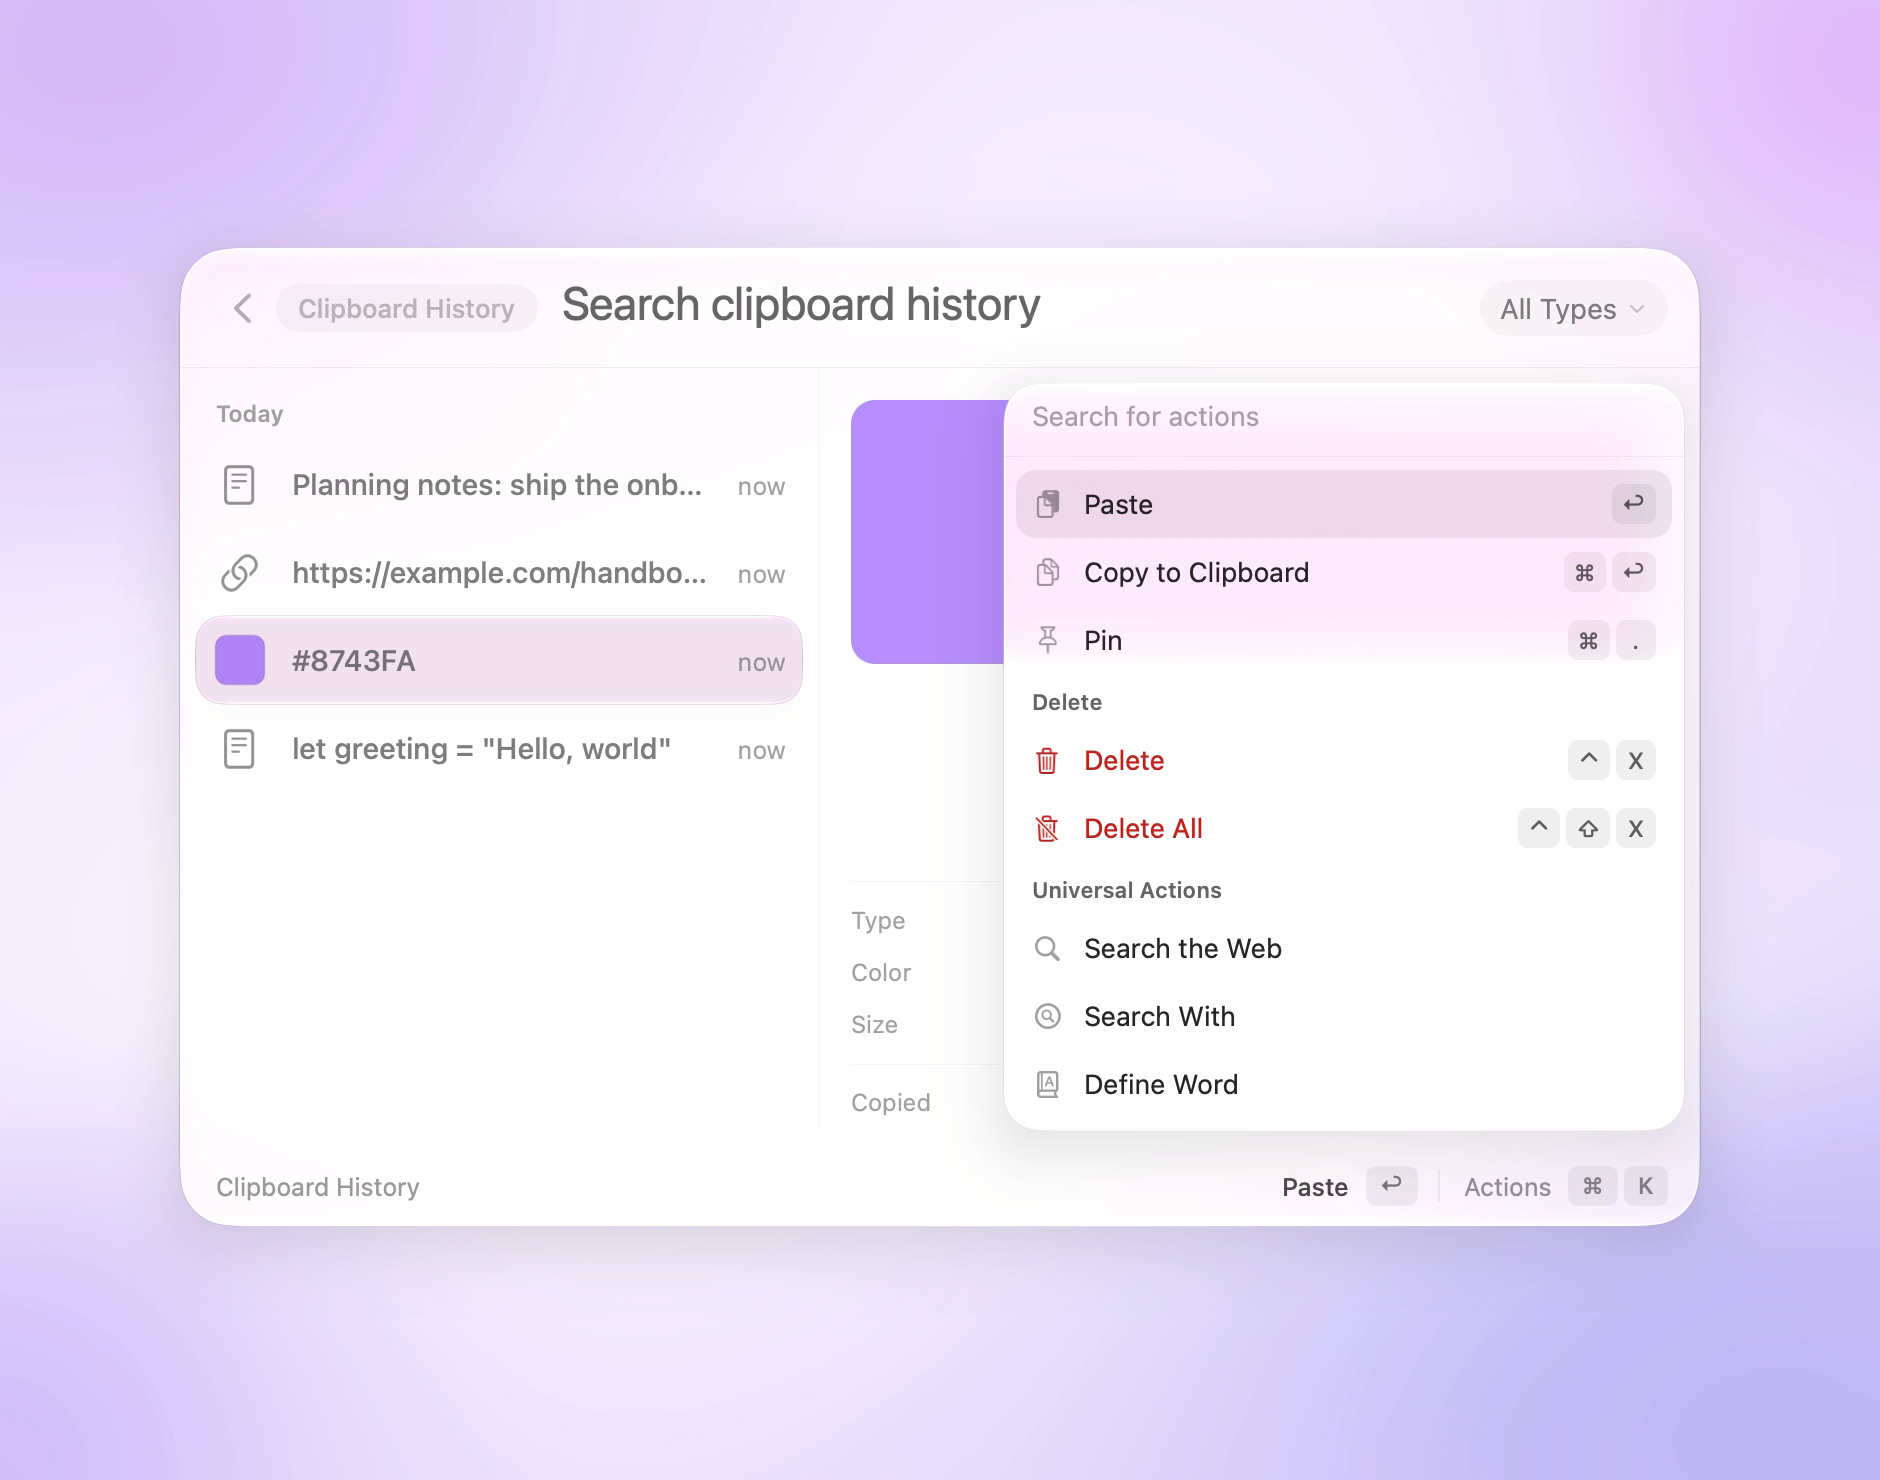 Clipboard History
Search clipboard history
All Types
Today
Planning notes: ship the onb...
now
https://example.com/handbo...
now
#8743FA
now
let greeting = "Hello, world"
now
Type
Color
Size
Copied
Search for actions
Paste
Copy to Clipboard ⌘
Pin ⌘ .
Delete
Delete ^ X
Delete All ^ ⇧ X
Universal Actions
Search the Web
Search With
Define Word
Clipboard History
Paste
Actions ⌘ K